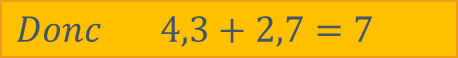 Donc 4,3 + 2,7 = 7